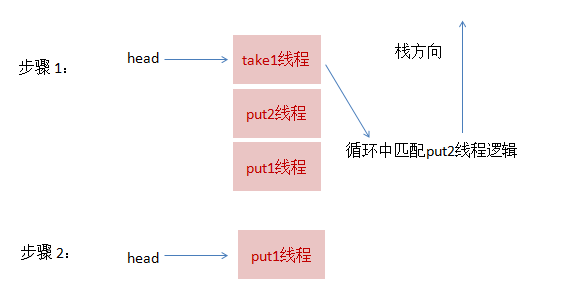 步骤1：
head
take1线程
put2线程
put1线程
栈方向
循环中匹配put2线程逻辑
步骤2：
head
put1线程